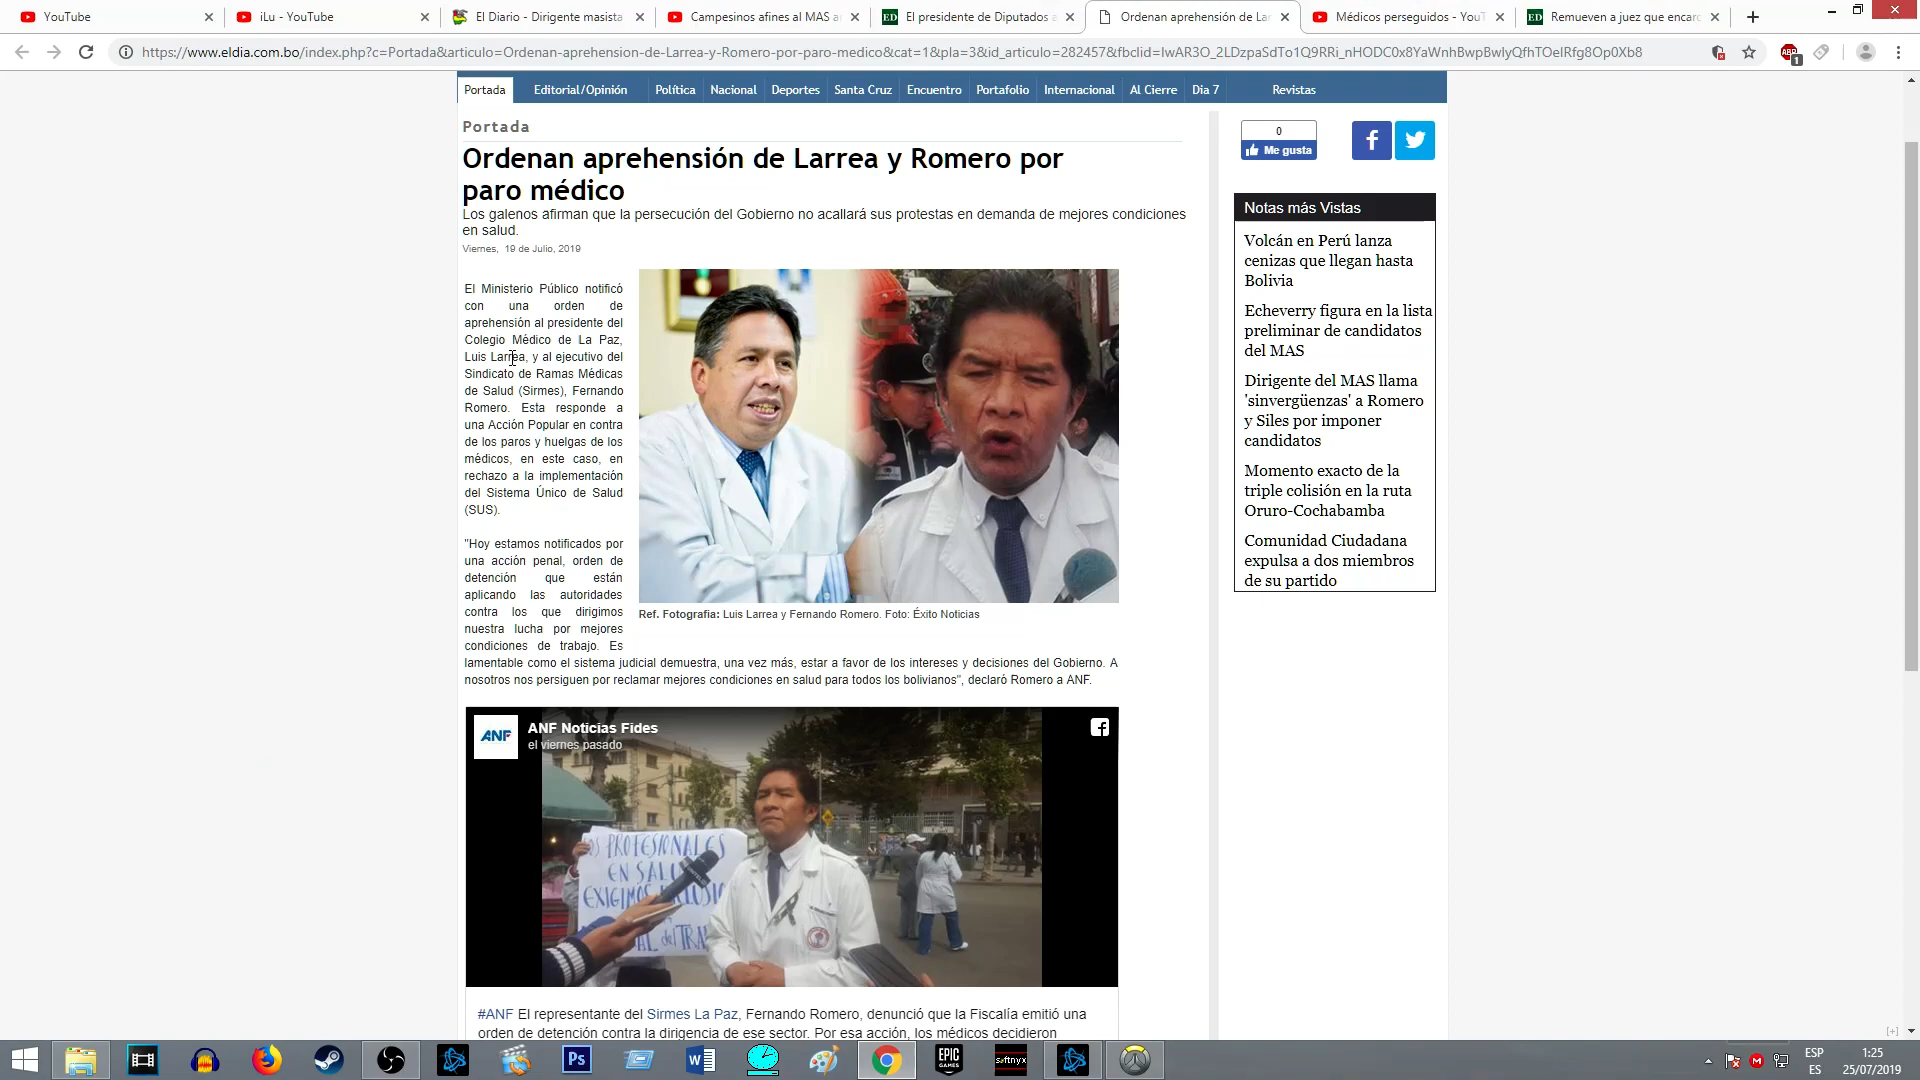 YouTube
iLu - YouTube
El Diario - Dirigente masista
Campesinos afines al MAS a
El presidente de Diputados a
Ordenan aprehensión de La
Médicos perseguidos - YouT
Remueven a juez que encarc
https://www.eldia.com.bo/index.php?c=Portada&articulo=Ordenan-aprehension-de-Larrea-y-Romero-por-paro-medico&cat=1&pla=3&id_articulo=282457&fbclid=IwAR3O_2LDzpaSdTo1Q9RRi_nHODC0x8YaWnhBwpBwlyQfhTOelRfg8Op0Xb8
Portada Editorial/Opinión Política Nacional Deportes Santa Cruz Encuentro Portafolio Internacional Al Cierre Dia 7 Revistas
Portada
Ordenan aprehensión de Larrea y Romero por
paro médico
Los galenos afirman que la persecución del Gobierno no acallará sus protestas en demanda de mejores condiciones
en salud.
Viernes, 19 de Julio, 2019
El Ministerio Público notificó
con una orden de
aprehensión al presidente del
Colegio Médico de La Paz,
Luis Larrea, y al ejecutivo del
Sindicato de Ramas Médicas
de Salud (Sirmes), Fernando
Romero. Esta responde a
una Acción Popular en contra
de los paros y huelgas de los
médicos, en este caso, en
rechazo a la implementación
del Sistema Único de Salud
(SUS).
"Hoy estamos notificados por
una acción penal, orden de
detención que están
aplicando las autoridades
contra los que dirigimos
nuestra lucha por mejores
condiciones de trabajo. Es
lamentable como el sistema judicial demuestra, una vez más, estar a favor de los intereses y decisiones del Gobierno. A
nosotros nos persiguen por reclamar mejores condiciones en salud para todos los bolivianos", declaró Romero a ANF.
Ref. Fotografia: Luis Larrea y Fernando Romero. Foto: Éxito Noticias
ANF
ANF Noticias Fides
el viernes pasado
OS PROFESIONALES
EN SALU
EXIGIMOS
#ANF El representante del Sirmes La Paz, Fernando Romero, denunció que la Fiscalía emitió una
orden de detención contra la dirigencia de ese sector. Por esa acción, los médicos decidieron
0
Me gusta
Notas más Vistas
Volcán en Perú lanza
cenizas que llegan hasta
Bolivia
Echeverry figura en la lista
preliminar de candidatos
del MAS
Dirigente del MAS llama
'sinvergüenzas' a Romero
y Siles por imponer
candidatos
Momento exacto de la
triple colisión en la ruta
Oruro-Cochabamba
Comunidad Ciudadana
expulsa a dos miembros
de su partido
[+]
Ps
EPIC
GAMES
softnyx
ESP
ES
1:25
25/07/2019